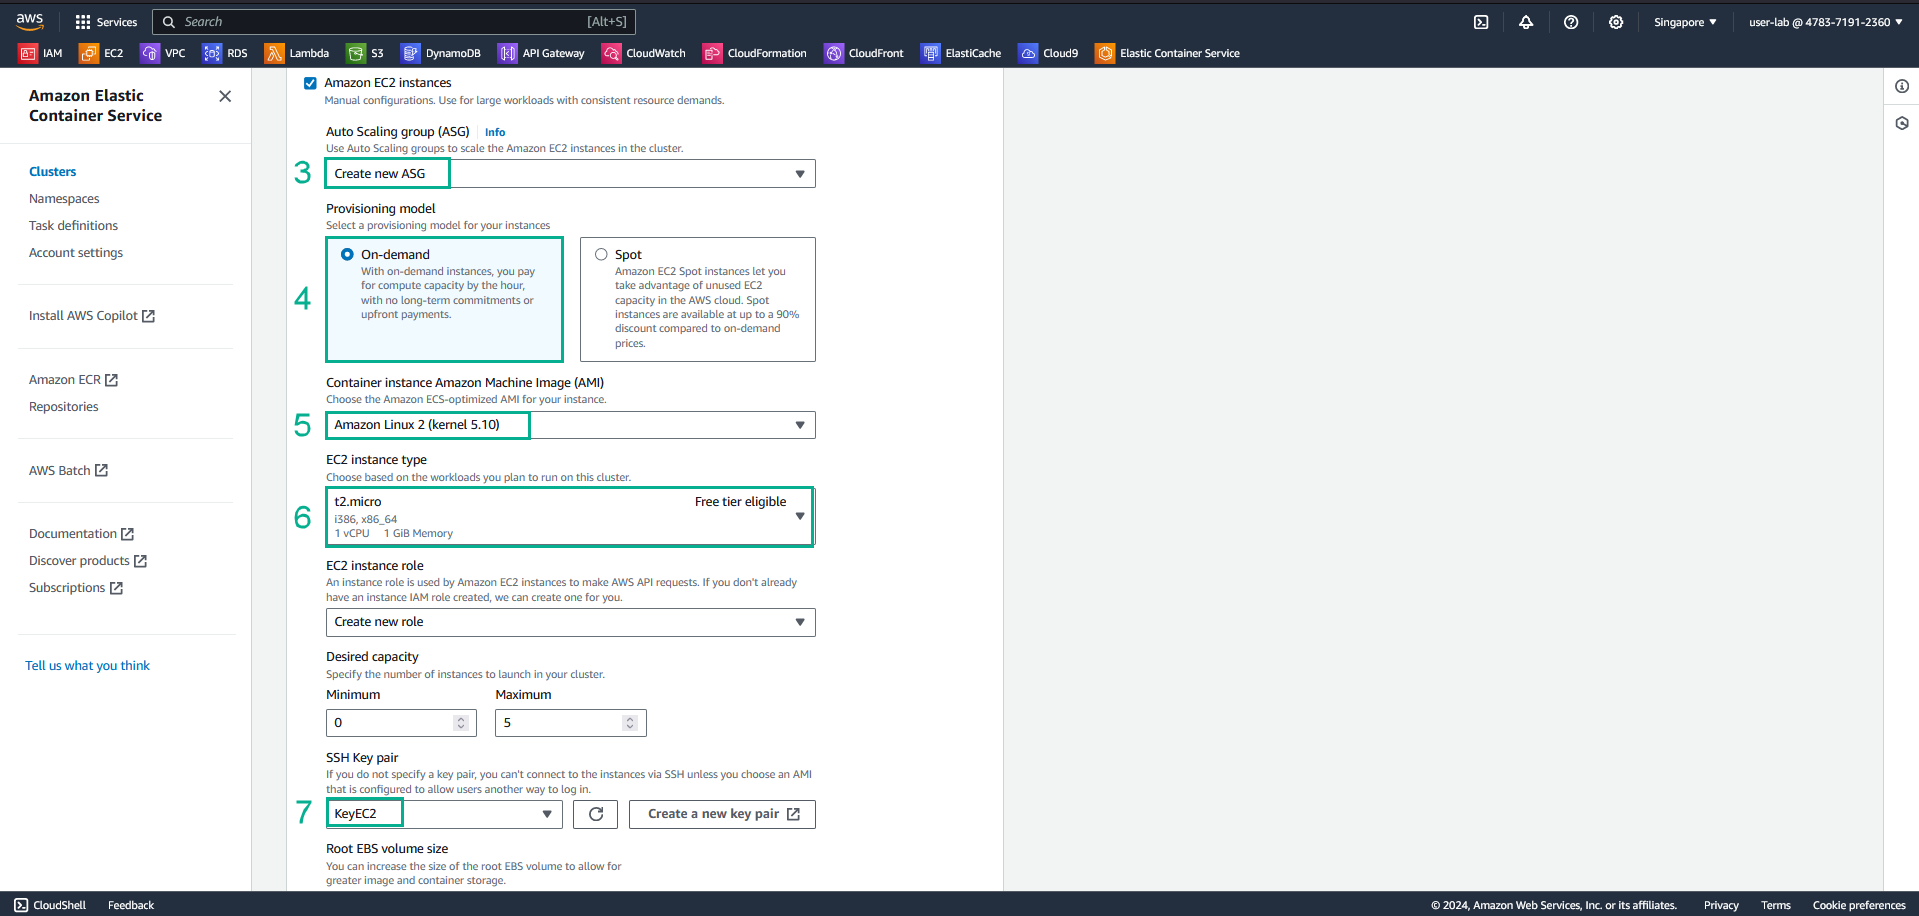 aws
Services
Search
[Alt+S]
Singapore
user-lab @ 4783-7191-2360
IAM
EC2
VPC
RDS
Lambda
S3
DynamoDB
API Gateway
CloudWatch
CloudFormation
CloudFront
ElastiCache
Cloud9
Elastic Container Service
Amazon Elastic
Container Service
Clusters
Namespaces
Task definitions
Account settings
Install AWS Copilot
Amazon ECR
Repositories
AWS Batch
Documentation
Discover products
Subscriptions
Tell us what you think
Amazon EC2 instances
Manual configurations. Use for large workloads with consistent resource demands.
Auto Scaling group (ASG)
Info
Use Auto Scaling groups to scale the Amazon EC2 instances in the cluster.
3
Create new ASG
Provisioning model
Select a provisioning model for your instances
4
On-demand
With on-demand instances, you pay
for compute capacity by the hour,
with no long-term commitments or
upfront payments.
Spot
Amazon EC2 Spot instances let you
take advantage of unused EC2
capacity in the AWS cloud. Spot
instances are available at up to a 90%
discount compared to on-demand
prices.
Container instance Amazon Machine Image (AMI)
Choose the Amazon ECS-optimized AMI for your instance.
5
Amazon Linux 2 (kernel 5.10)
EC2 instance type
Choose based on the workloads you plan to run on this cluster.
6
t2.micro
Free tier eligible
i386, x86_64
1 vCPU 1 GiB Memory
EC2 instance role
An instance role is used by Amazon EC2 instances to make AWS API requests. If you don't already
have an instance IAM role created, we can create one for you.
Create new role
Desired capacity
Specify the number of instances to launch in your cluster.
Minimum
Maximum
0
5
SSH Key pair
If you do not specify a key pair, you can't connect to the instances via SSH unless you choose an AMI
that is configured to allow users another way to log in.
7
KeyEC2
Create a new key pair
Root EBS volume size
You can increase the size of the root EBS volume to allow for
greater image and container storage.
CloudShell
Feedback
© 2024, Amazon Web Services, Inc. or its affiliates.
Privacy
Terms
Cookie preferences